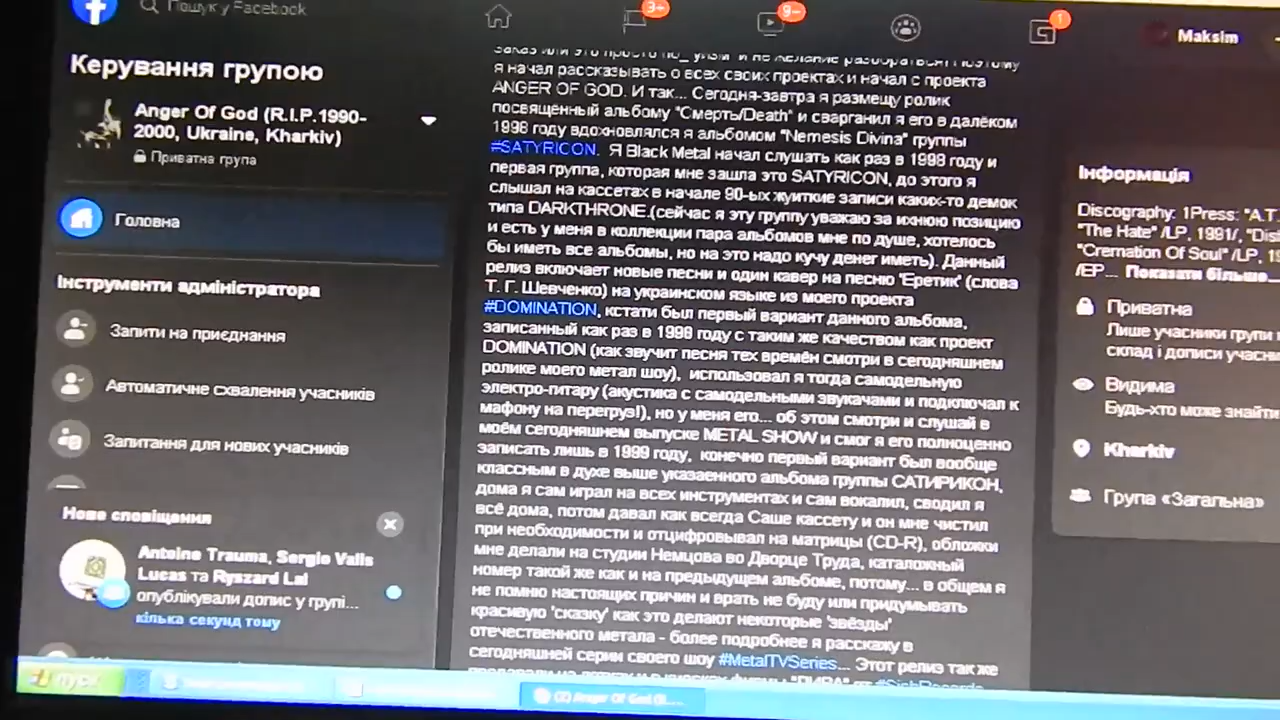 Пошук у Facebook
3+
9+
1
Maksim
Керування групою
Anger Of God (R.I.P.1990-
2000, Ukraine, Kharkiv)
Приватна група
Головна
Інструменти адміністратора
Запити на приєднання
Автоматичне схвалення учасників
Запитання для нових учасників
Нове сповіщення
Antoine Trauma, Sergio Valis
Lucas та Ryszard Lal
опублікували допис у групі...
кілька секунд тому
заказ или это просто и не желание разобраться! Поэтому
я начал рассказывать о всех своих проектах и начал с проекта
ANGER OF GOD. И так... Сегодня-завтра я размещу ролик
посвящённый альбому "Смерть/Death" и сварганил я его в далёком
1998 году вдохновлялся я альбомом "Nemesis Divina" группы
#SATYRICON. Я Black Metal начал слушать как раз в 1998 году и
первая группа, которая мне зашла это SATYRICON, до этого я
слышал на кассетах в начале 90-ых жуиткие записи каких-то демок
типа DARKTHRONE.(сейчас я эту группу уважаю за ихнюю позицию
и есть у меня в коллекции пара альбомов мне по душе, хотелось
бы иметь все альбомы, но на это надо кучу денег иметь). Данный
релиз включает новые песни и один кавер на песню 'Еретик' (слова
Т. Г. Шевченко) на украинском языке из моего проекта
#DOMINATION, кстати был первый вариант данного альбома,
записанный как раз в 1998 году с таким же качеством как проект
DOMINATION (как звучит песня тех времён смотри в сегодняшнем
ролике моего метал шоу), использовал я тогда самодельную
электро-гитару (акустика с самодельными звукачами и подключал к
мафону на перегруз!), но у меня его... об этом смотри и слушай в
моём сегодняшнем выпуске METAL SHOW и смог я его полноценно
записать лишь в 1999 году, конечно первый вариант был вообще
классным в духе выше указаенного альбома группы САТИРИКОН,
дома я сам играл на всех инструментах и сам вокалил, сводил я
всё дома, потом давал как всегда Саше кассету и он мне чистил
при необходимости и отцифровывал на матрицы (CD-R), обложки
мне делали на студии Немцова во Дворце Труда, каталожный
номер такой же как и на предыдущем альбоме, потому... в общем я
не помню настоящих причин и врать не буду или придумывать
красивую 'сказку' как это делают некоторые 'звёзды'
отечественного метала - более подробнее я расскажу в
сегодняшней серии своего шоу #MetalTVSeries... Этот релиз так же
Інформація
Discography: 1Press: "A.T
"The Hate" /LP, 1991/, "Dis
"Cremation Of Soul" /LP, 19
/EP... Показати більше...
Приватна
Лише учасники групи
склад і дописи учасн
Видима
Будь-хто може знайти
Kharkiv
Група «Загальна»
пуск
(2) Anger Of God (R....